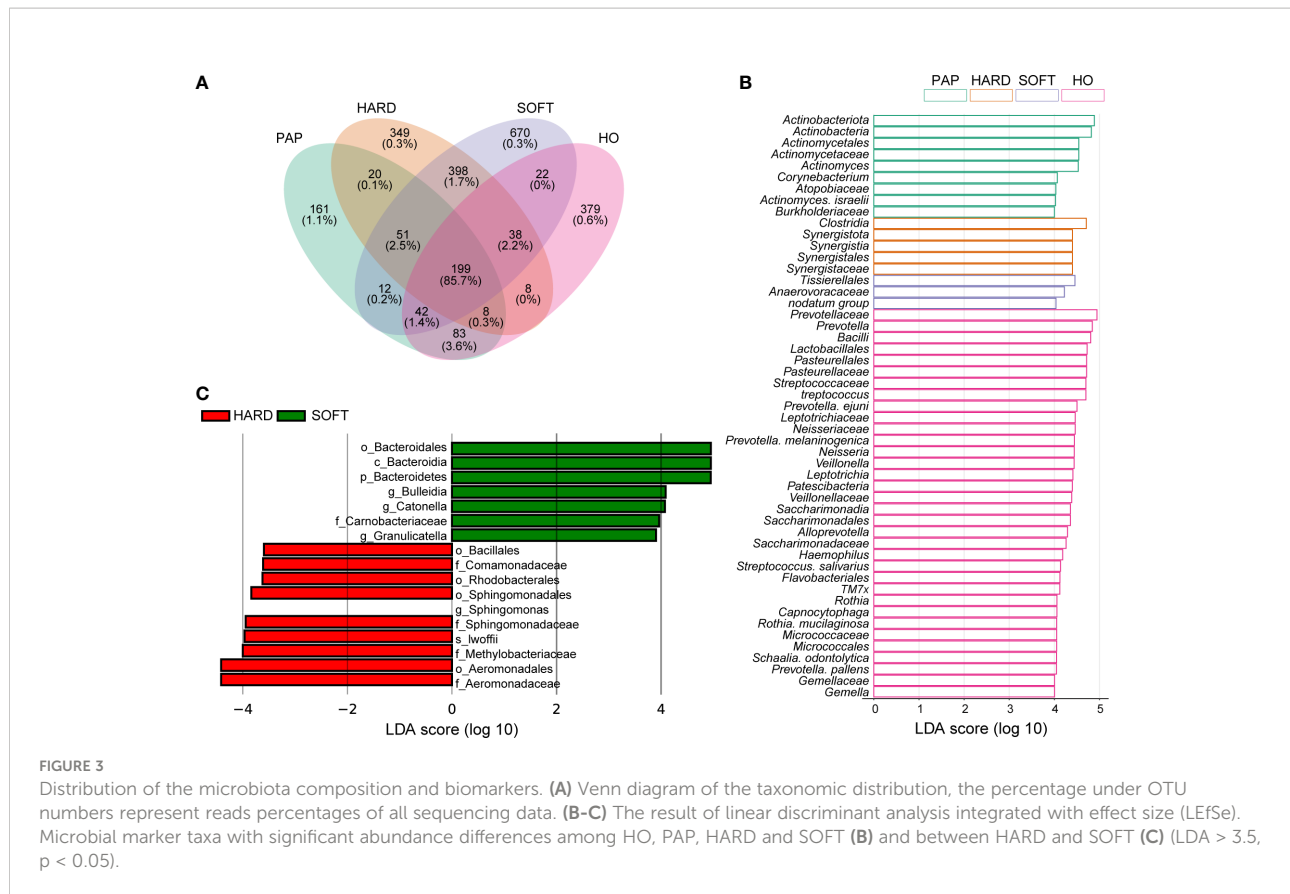 A
HARD
SOFT
PAP
HO
349
(0.3%)
670
(0.3%)
20
(0.1%)
398
(1.7%)
22
(0%)
161
(1.1%)
379
(0.6%)
51
(2.5%)
38
(2.2%)
199
(85.7%)
12
(0.2%)
8
(0%)
42
(1.4%)
8
(0.3%)
83
(3.6%)
B
PAP HARD SOFT HO
Actinobacteriota
Actinobacteria
Actinomycetales
Actinomycetaceae
Actinomyces
Corynebacterium
Atopobiaceae
Actinomyces. israelii
Burkholderiaceae
Clostridia
Synergistota
Synergistia
Synergistales
Synergistaceae
Tissierellales
Anaerovoracaceae
nodatum group
Prevotellaceae
Prevotella
Bacilli
Lactobacillales
Pasteurellales
Pasteurellaceae
Streptococcaceae
treptococcus
Prevotella. ejuni
Leptotrichiaceae
Neisseriaceae
Prevotella. melaninogenica
Neisseria
Veillonella
Leptotrichia
Patescibacteria
Veillonellaceae
Saccharimonadia
Saccharimonadales
Alloprevotella
Saccharimonadaceae
Haemophilus
Streptococcus. salivarius
Flavobacteriales
TM7x
Rothia
Capnocytophaga
Rothia. mucilaginosa
Micrococcaceae
Micrococcales
Schaalia. odontolytica
Prevotella. pallens
Gemellaceae
Gemella
0 1 2 3 4 5
LDA score (log 10)
C
HARD SOFT
o_Bacteroidales
c_Bacteroidia
p_Bacteroidetes
g_Bulleidia
g_Catonella
f_Carnobacteriaceae
g_Granulicatella
o_Bacillales
f_Comamonadaceae
o_Rhodobacterales
o_Sphingomonadales
g_Sphingomonas
f_Sphingomonadaceae
s_lwoffii
f_Methylobacteriaceae
o_Aeromonadales
f_Aeromonadaceae
−4 −2 0 2 4
LDA score (log 10)
FIGURE 3
Distribution of the microbiota composition and biomarkers. (A) Venn diagram of the taxonomic distribution, the percentage under OTU
numbers represent reads percentages of all sequencing data. (B-C) The result of linear discriminant analysis integrated with effect size (LEfSe).
Microbial marker taxa with significant abundance differences among HO, PAP, HARD and SOFT (B) and between HARD and SOFT (C) (LDA > 3.5,
p < 0.05).